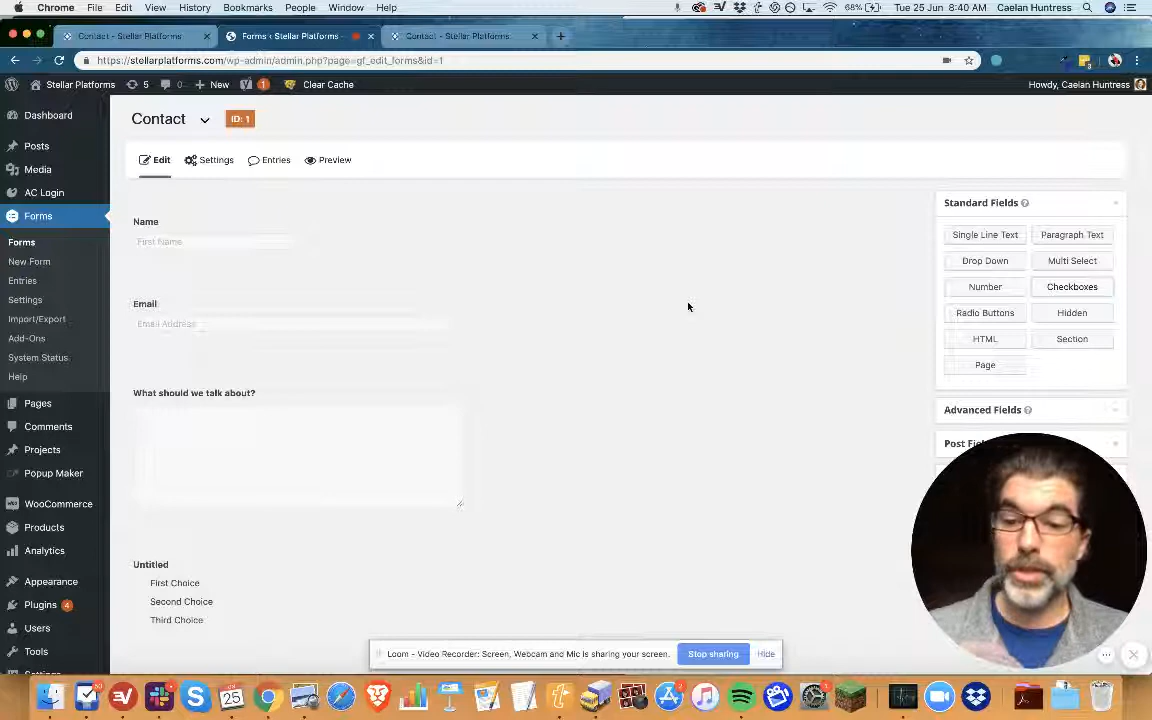 Chrome File Edit View History Bookmarks People Window Help 68% Tue 25 Jun 8:40 AM Caelan Huntress
Contact - Stellar Platforms × Forms ‹ Stellar Platforms × Contact - Stellar Platforms × +
https://stellarplatforms.com/wp-admin/admin.php?page=gf_edit_forms&id=1
Stellar Platforms 5 0 + New 1 Clear Cache Howdy, Caelan Huntress
Dashboard
Posts
Media
AC Login
Forms
Forms
New Form
Entries
Settings
Import/Export
Add-Ons
System Status
Help
Pages
Comments
Projects
Popup Maker
WooCommerce
Products
Analytics
Appearance
Plugins 4
Users
Tools
Contact ID: 1
Edit Settings Entries Preview
Name
First Name
Email
Email Address
What should we talk about?
Untitled
First Choice
Second Choice
Third Choice
Standard Fields
Single Line Text Paragraph Text
Drop Down Multi Select
Number Checkboxes
Radio Buttons Hidden
HTML Section
Page
Advanced Fields
Post
Loom - Video Recorder: Screen, Webcam and Mic is sharing your screen. Stop sharing Hide